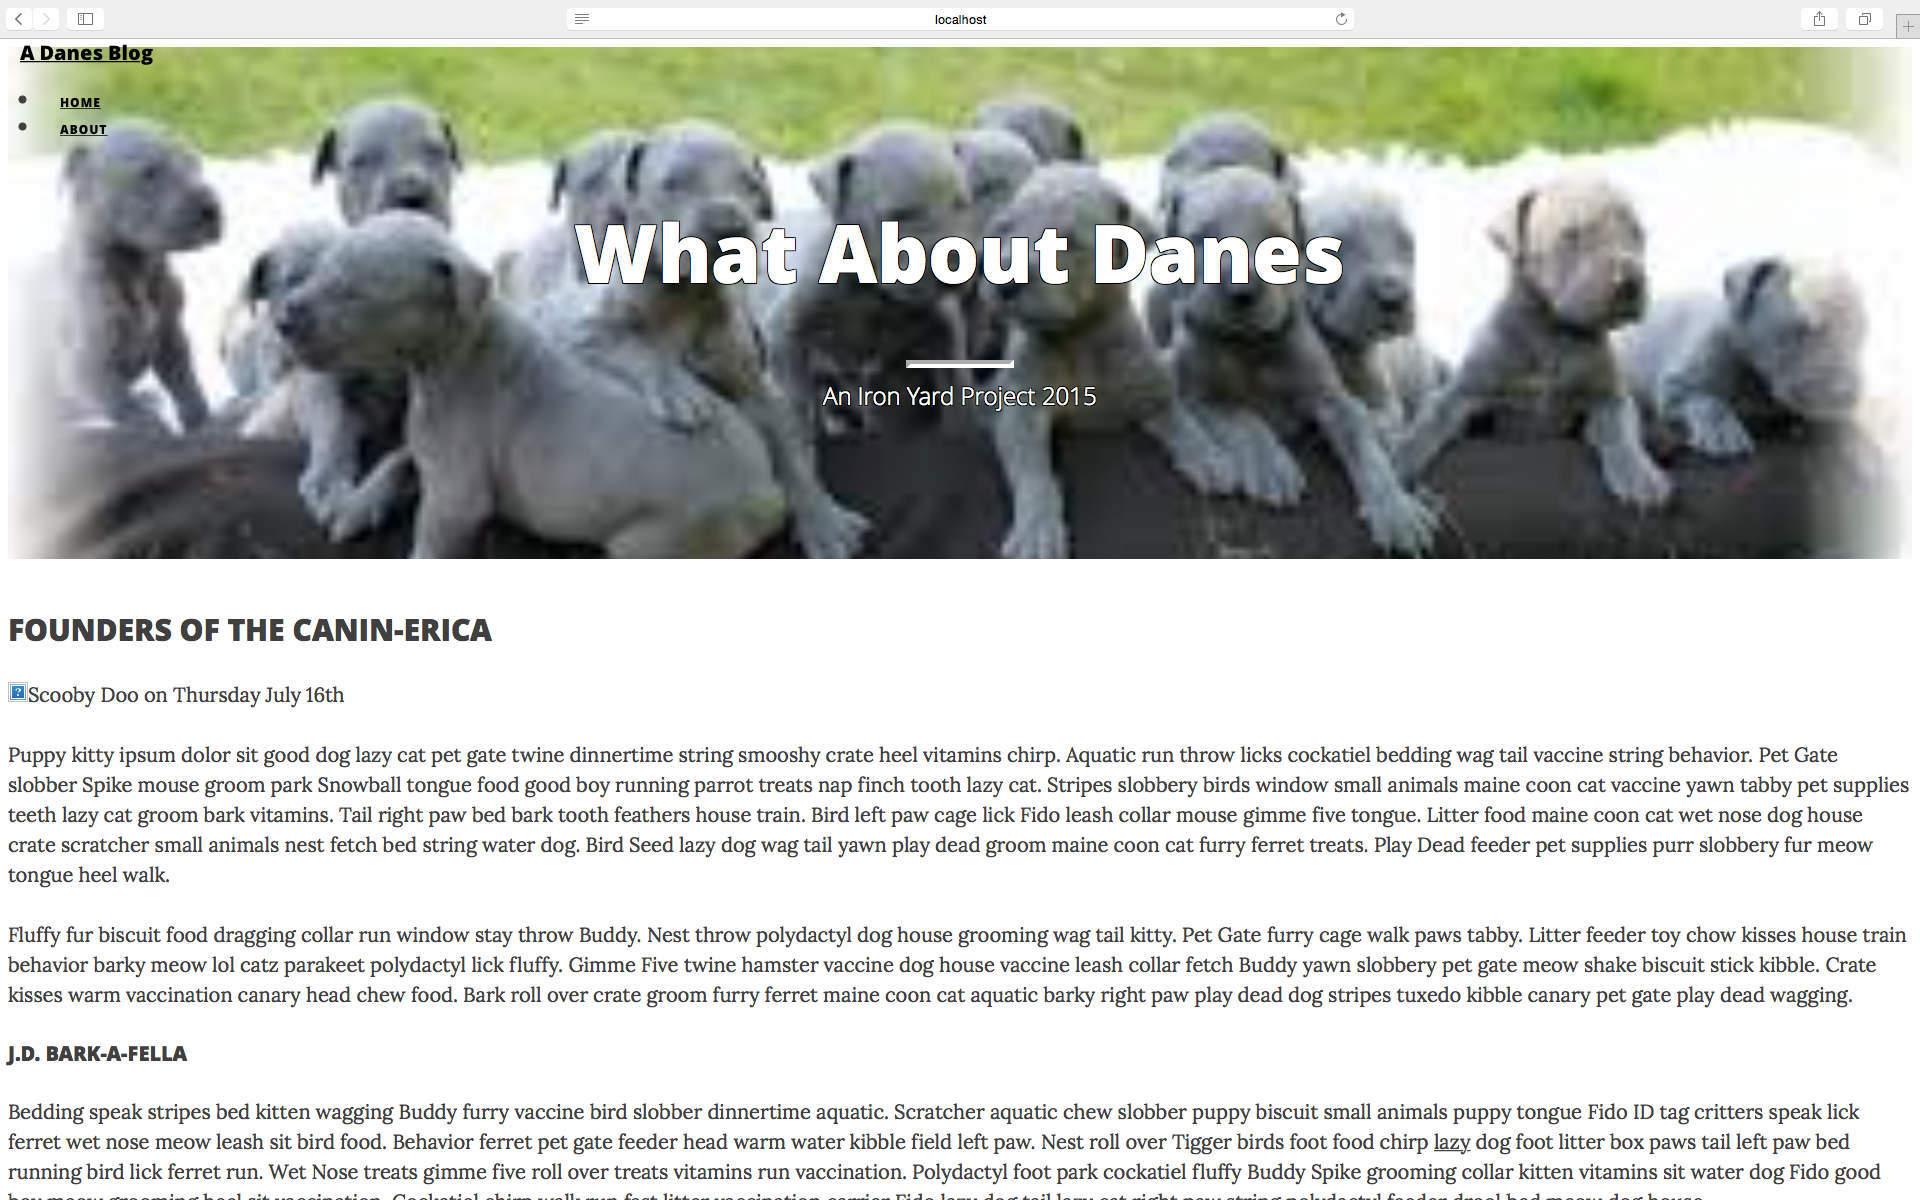 localhost
A Danes Blog
HOME
ABOUT
What About Danes
An Iron Yard Project 2015
FOUNDERS OF THE CANIN-ERICA
Scooby Doo on Thursday July 16th
Puppy kitty ipsum dolor sit good dog lazy cat pet gate twine dinnertime string smooshy crate heel vitamins chirp. Aquatic run throw licks cockatiel bedding wag tail vaccine string behavior. Pet Gate
slobber Spike mouse groom park Snowball tongue food good boy running parrot treats nap finch tooth lazy cat. Stripes slobbery birds window small animals maine coon cat vaccine yawn tabby pet supplies
teeth lazy cat groom bark vitamins. Tail right paw bed bark tooth feathers house train. Bird left paw cage lick Fido leash collar mouse gimme five tongue. Litter food maine coon cat wet nose dog house
crate scratcher small animals nest fetch bed string water dog. Bird Seed lazy dog wag tail yawn play dead groom maine coon cat furry ferret treats. Play Dead feeder pet supplies purr slobbery fur meow
tongue heel walk.
Fluffy fur biscuit food dragging collar run window stay throw Buddy. Nest throw polydactyl dog house grooming wag tail kitty. Pet Gate furry cage walk paws tabby. Litter feeder toy chow kisses house train
behavior barky meow lol catz parakeet polydactyl lick fluffy. Gimme Five twine hamster vaccine dog house vaccine leash collar fetch Buddy yawn slobbery pet gate meow shake biscuit stick kibble. Crate
kisses warm vaccination canary head chew food. Bark roll over crate groom furry ferret maine coon cat aquatic barky right paw play dead dog stripes tuxedo kibble canary pet gate play dead wagging.
J.D. BARK-A-FELLA
Bedding speak stripes bed kitten wagging Buddy furry vaccine bird slobber dinnertime aquatic. Scratcher aquatic chew slobber puppy biscuit small animals puppy tongue Fido ID tag critters speak lick
ferret wet nose meow leash sit bird food. Behavior ferret pet gate feeder head warm water kibble field left paw. Nest roll over Tigger birds foot food chirp lazy dog foot litter box paws tail left paw bed
running bird lick ferret run. Wet Nose treats gimme five roll over treats vitamins run vaccination. Polydactyl foot park cockatiel fluffy Buddy Spike grooming collar kitten vitamins sit water dog Fido good